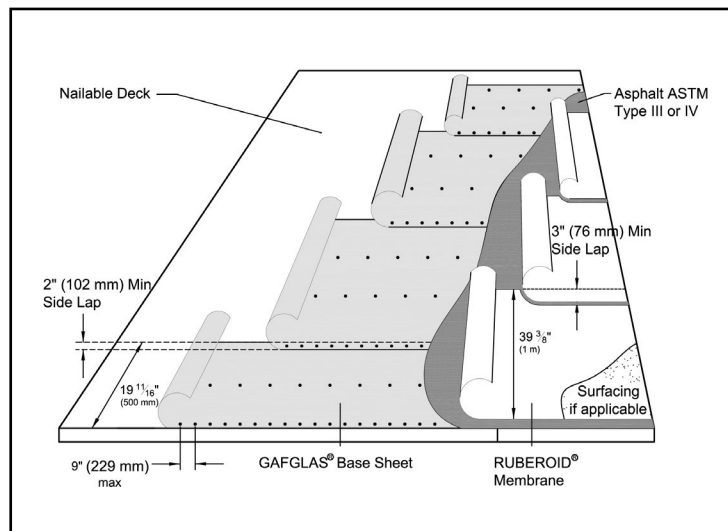 Nailable Deck
Asphalt ASTM
Type III or IV
3" (76 mm) Min
Side Lap
2" (102 mm) Min
Side Lap
39 3/8"
(1 m)
19 11/16"
(500 mm)
Surfacing
if applicable
9" (229 mm)
max
GAFGLAS® Base Sheet
RUBEROID®
Membrane